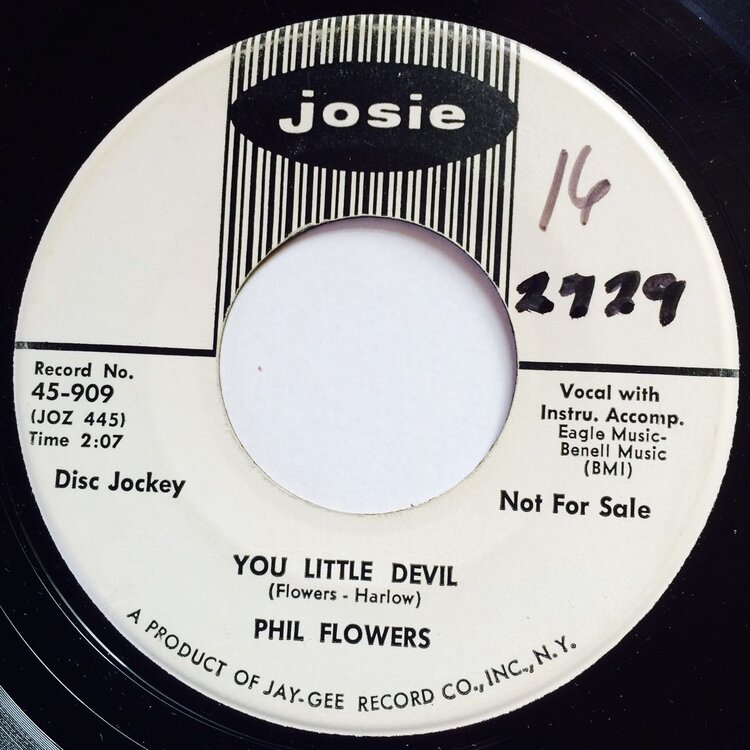 josie
16
2929
Record No.
45-909
(JOZ 445)
Time 2:07
Disc Jockey
Vocal with
Instru. Accomp.
Eagle Music-
Benell Music
(BMI)
Not For Sale
YOU LITTLE DEVIL
(Flowers - Harlow)
PHIL FLOWERS
A PRODUCT OF JAY-GEE RECORD CO., INC., N.Y.